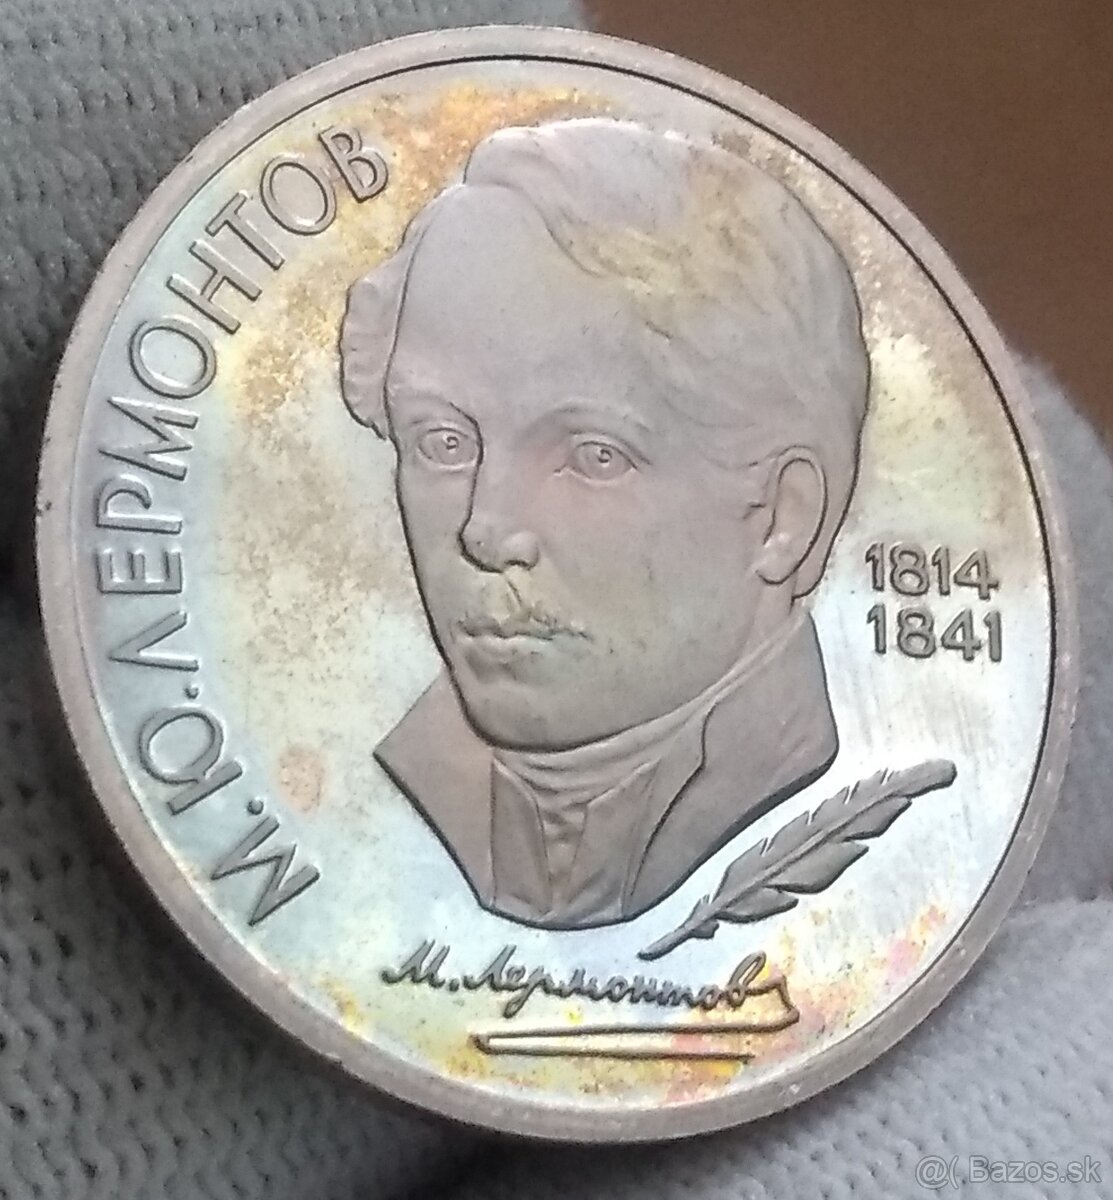 М.Ю.ЛЕРМОНТОВ
1814
1841
М. Лермонтов
@( Bazos.sk